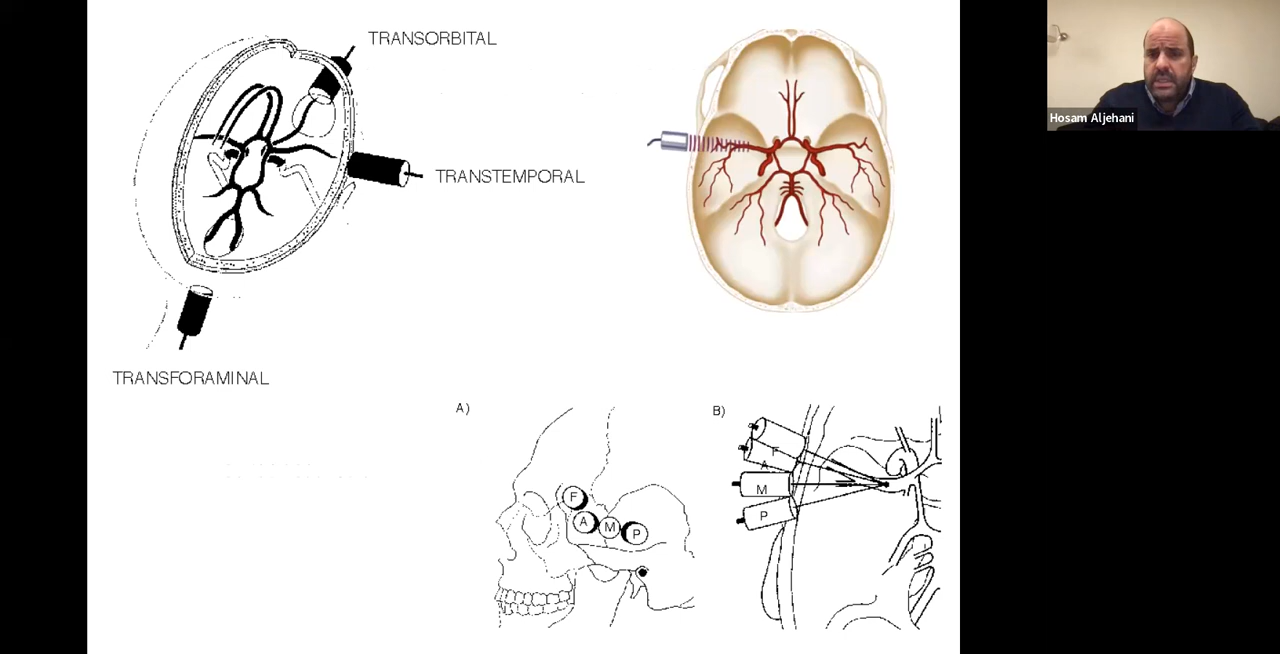 TRANSORBITAL
Hosam Aljehani
TRANSTEMPORAL
TRANSFORAMINAL
A)
B)
F
A
M
P
F
A
M
P